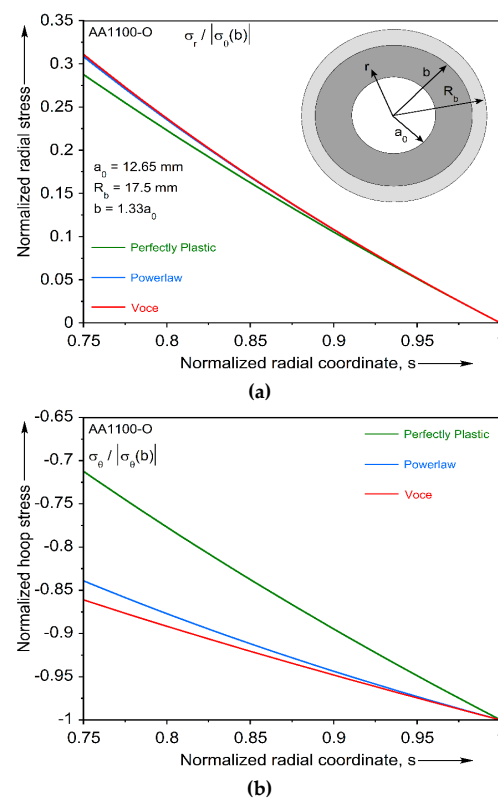 AA1100-O
σr / |σθ(b)|
Normalized radial stress
0.35
0.3
0.25
0.2
0.15
0.1
0.05
0
r
b
Rb
a0
a0 = 12.65 mm
Rb = 17.5 mm
b = 1.33a0
Perfectly Plastic
Powerlaw
Voce
0.75 0.8 0.85 0.9 0.95
Normalized radial coordinate, s
(a)
AA1100-O
σθ / |σθ(b)|
Normalized hoop stress
-0.65
-0.7
-0.75
-0.8
-0.85
-0.9
-0.95
-1
Perfectly Plastic
Powerlaw
Voce
0.75 0.8 0.85 0.9 0.95
Normalized radial coordinate, s
(b)